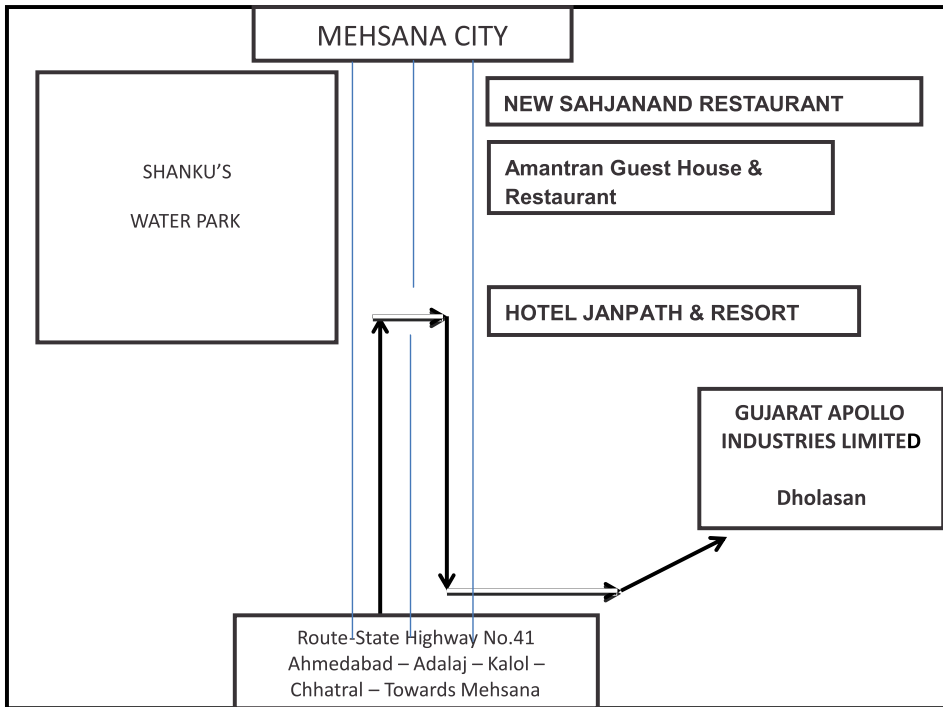 MEHSANA CITY
SHANKU'S
WATER PARK
NEW SAHJANAND RESTAURANT
Amantran Guest House &
Restaurant
HOTEL JANPATH & RESORT
GUJARAT APOLLO
INDUSTRIES LIMITED
Dholasan
Route-State Highway No.41
Ahmedabad – Adalaj – Kalol –
Chhatral – Towards Mehsana